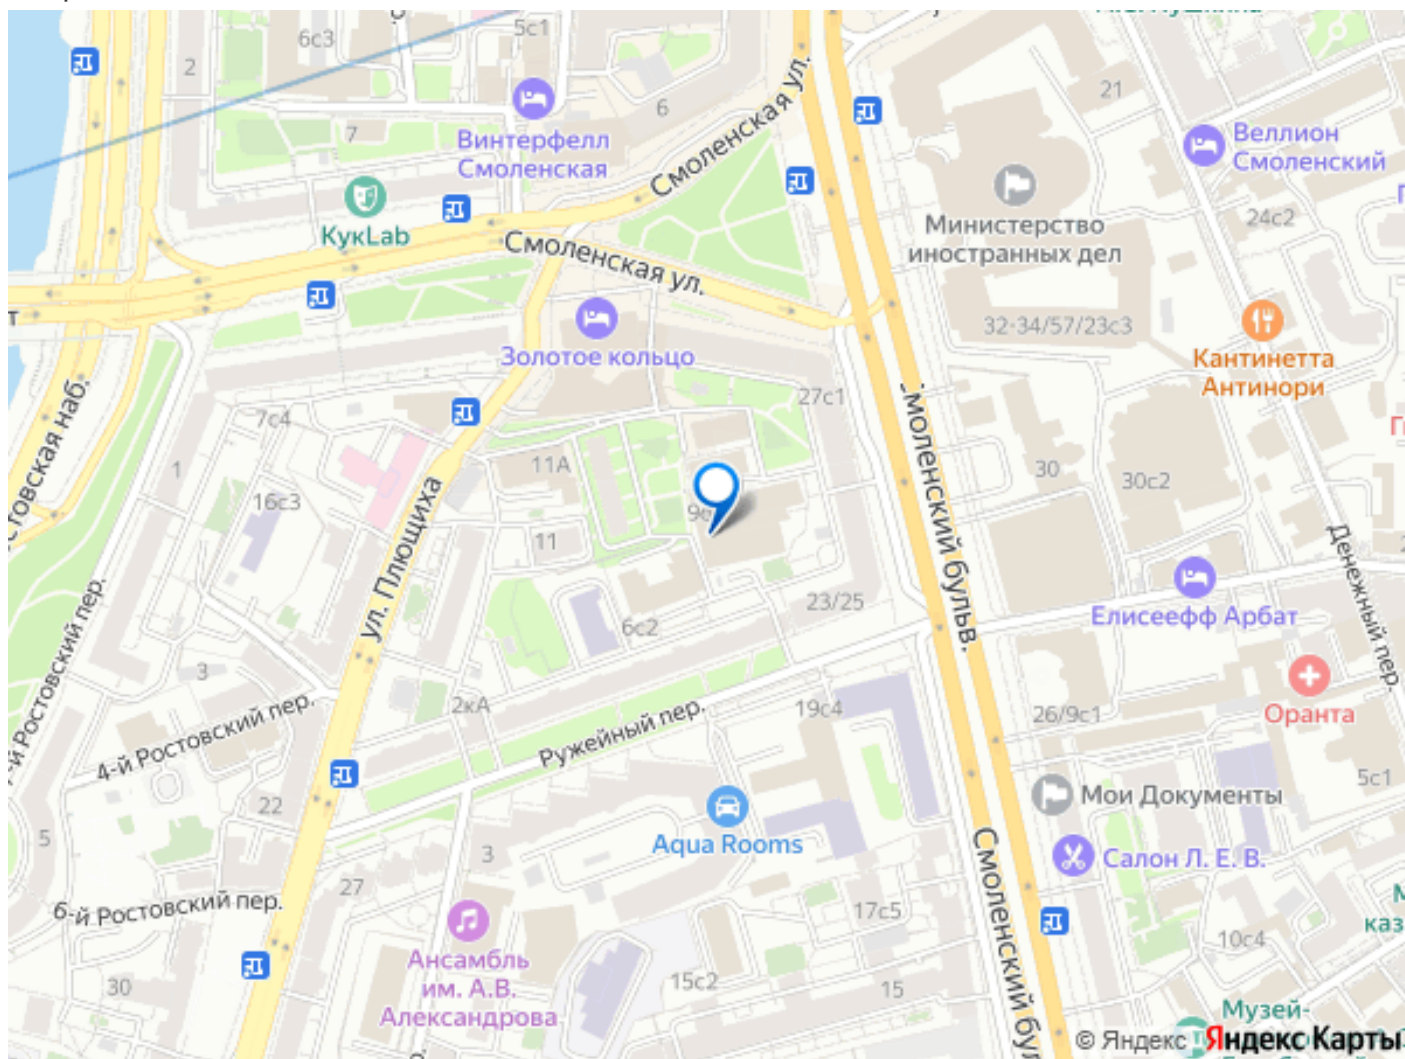 6с3
5с1
2
7
6
21
Винтерфелл
Смоленская
КукLab
Смоленская ул.
Смоленская ул.
Веллион
Смоленский
24с2
Министерство
иностранных дел
32-34/57/23с3
Золотое кольцо
Кантинетта
Антинори
27с1
7с4
1
16с3
11А
11
9с
30
30с2
ул. Плющиха
Смоленский бульв.
Денежный пер.
Елисеефф Арбат
23/25
6с2
3
2кА
4-й Ростовский пер.
Ружейный пер.
19с4
26/9с1
Оранта
5с1
22
5
Мои Документы
Aqua Rooms
Салон Л. Е. В.
3
27
6-й Ростовский пер.
17с5
10с4
Ансамбль
им. А.В.
Александрова
30
15с2
15
Смоленский бул
Музей-
© Яндекс Яндекс Карты